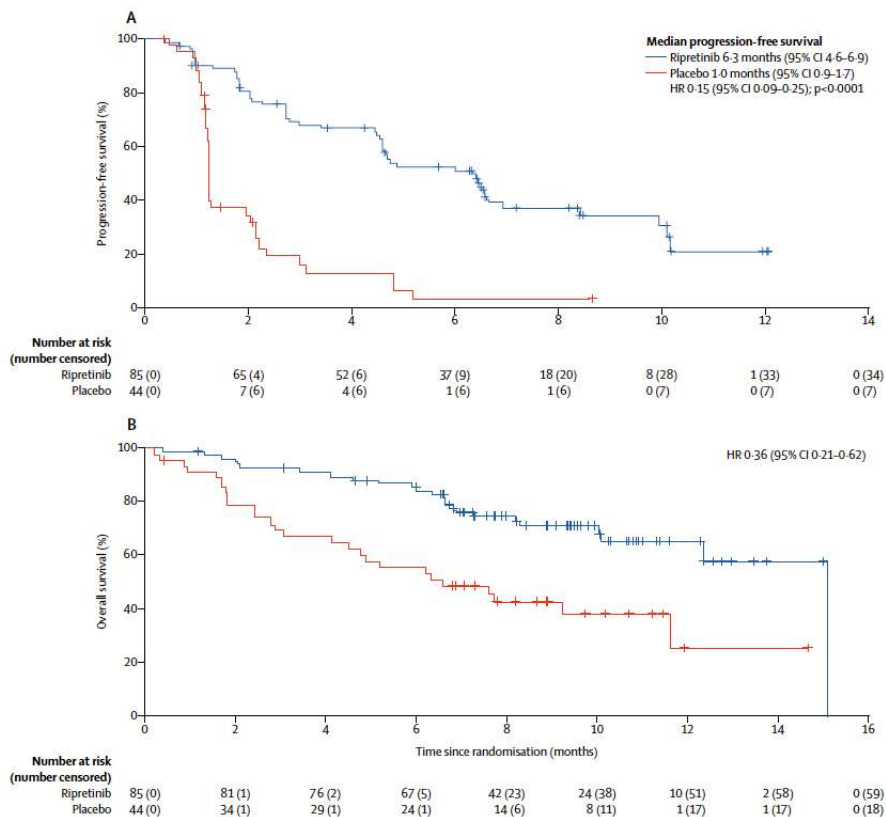 A
Median progression-free survival
Ripretinib 6·3 months (95% CI 4·6–6·9)
Placebo 1·0 months (95% CI 0·9–1·7)
HR 0·15 (95% CI 0·09–0·25); p<0·0001
Progression-free survival (%)
100
80
60
40
20
0
0 2 4 6 8 10 12 14
Number at risk
(number censored)
Ripretinib 85 (0) 65 (4) 52 (6) 37 (9) 18 (20) 8 (28) 1 (33) 0 (34)
Placebo 44 (0) 7 (6) 4 (6) 1 (6) 1 (6) 0 (7) 0 (7) 0 (7)
B
HR 0·36 (95% CI 0·21–0·62)
Overall survival (%)
100
80
60
40
20
0
0 2 4 6 8 10 12 14 16
Time since randomisation (months)
Number at risk
(number censored)
Ripretinib 85 (0) 81 (1) 76 (2) 67 (5) 42 (23) 24 (38) 10 (51) 2 (58) 0 (59)
Placebo 44 (0) 34 (1) 29 (1) 24 (1) 14 (6) 8 (11) 1 (17) 1 (17) 0 (18)